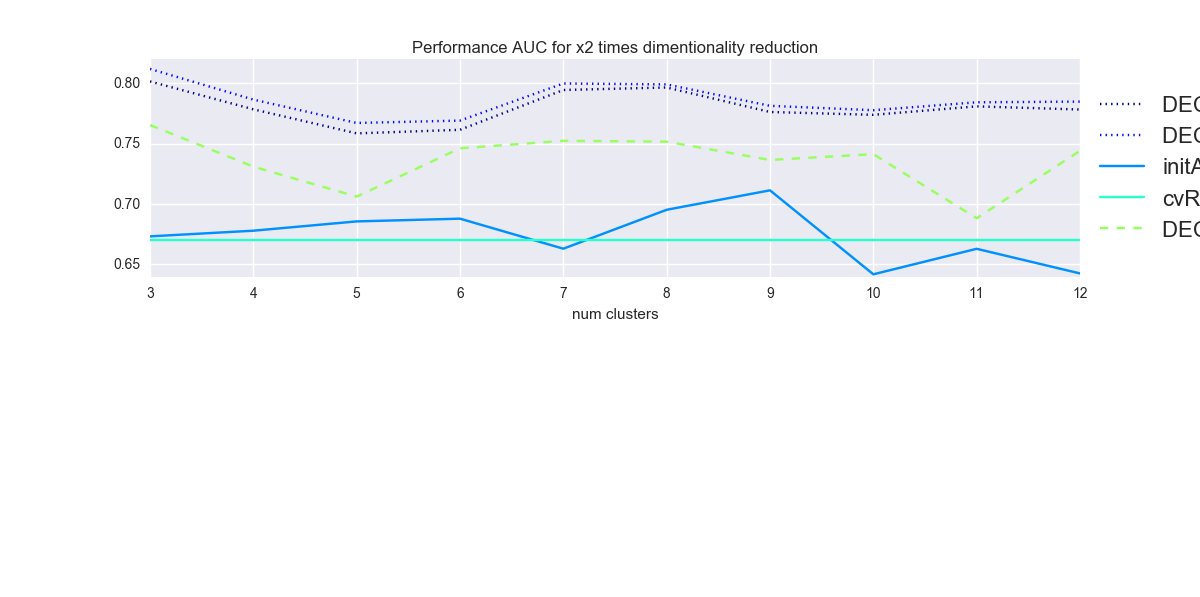 Performance AUC for x2 times dimentionality reduction
0.80
0.75
0.70
0.65
3 4 5 6 7 8 9 10 11 12
num clusters
DEC
DEC
initA
cvR
DEC